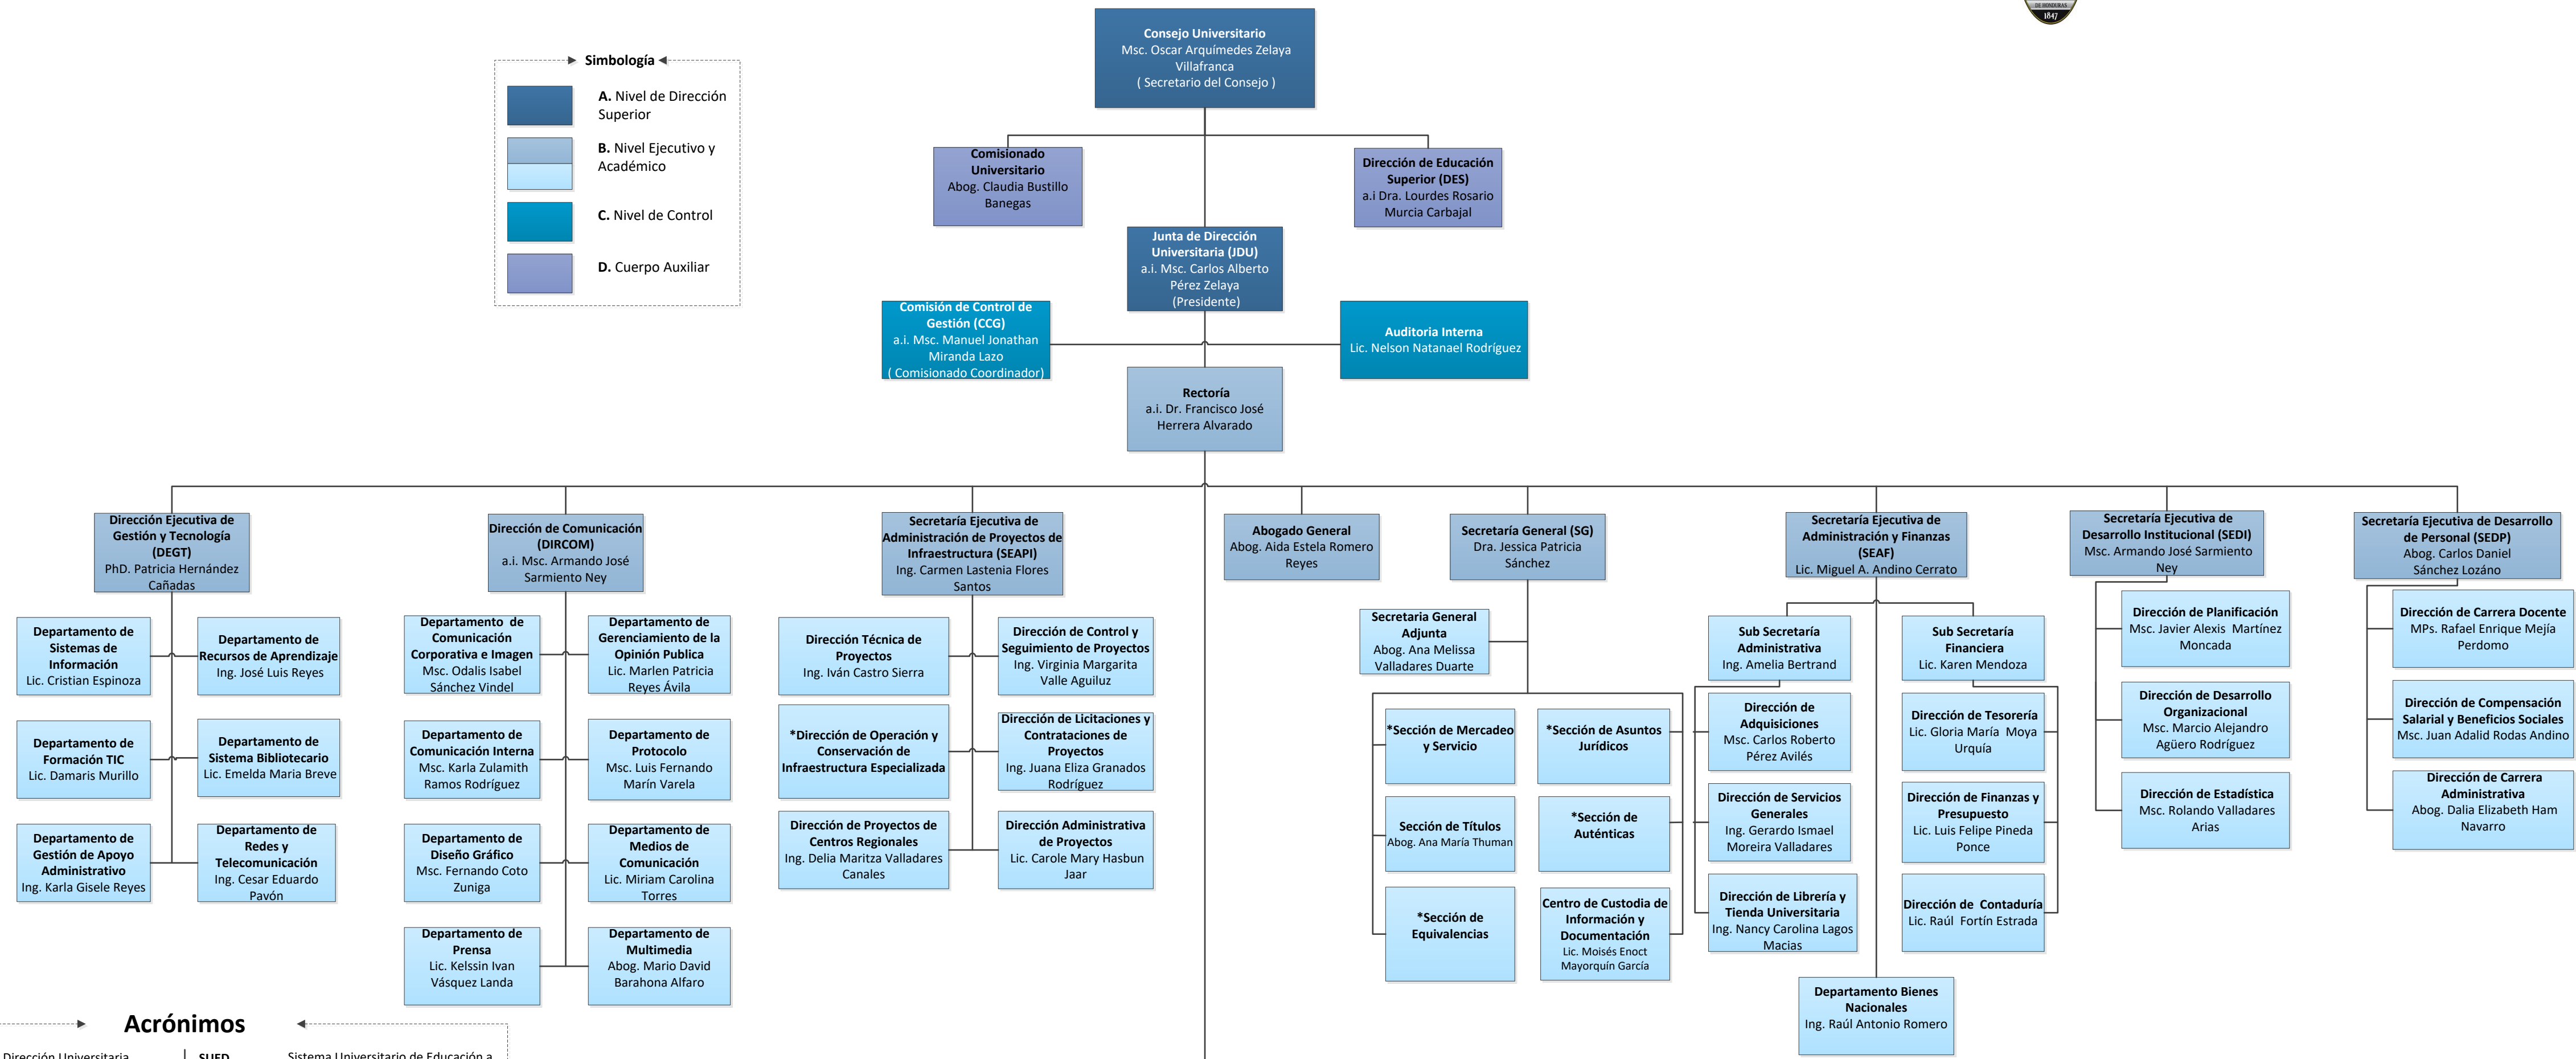 DE HONDURAS
1847
Simbología
A. Nivel de Dirección
Superior
B. Nivel Ejecutivo y
Académico
C. Nivel de Control
D. Cuerpo Auxiliar
Consejo Universitario
Msc. Oscar Arquímedes Zelaya
Villafranca
( Secretario del Consejo )
Comisionado
Universitario
Abog. Claudia Bustillo
Banegas
Dirección de Educación
Superior (DES)
a.i Dra. Lourdes Rosario
Murcia Carbajal
Junta de Dirección
Universitaria (JDU)
a.i. Msc. Carlos Alberto
Pérez Zelaya
(Presidente)
Comisión de Control de
Gestión (CCG)
a.i. Msc. Manuel Jonathan
Miranda Lazo
( Comisionado Coordinador)
Auditoria Interna
Lic. Nelson Natanael Rodríguez
Rectoría
a.i. Dr. Francisco José
Herrera Alvarado
Dirección Ejecutiva de
Gestión y Tecnología
(DEGT)
PhD. Patricia Hernández
Cañadas
Departamento de
Sistemas de
Información
Lic. Cristian Espinoza
Departamento de
Recursos de Aprendizaje
Ing. José Luis Reyes
Departamento de
Formación TIC
Lic. Damaris Murillo
Departamento de
Sistema Bibliotecario
Lic. Emelda Maria Breve
Departamento de
Gestión de Apoyo
Administrativo
Ing. Karla Gisele Reyes
Departamento de
Redes y
Telecomunicación
Ing. Cesar Eduardo
Pavón
Dirección de Comunicación
(DIRCOM)
a.i. Msc. Armando José
Sarmiento Ney
Departamento de
Comunicación
Corporativa e Imagen
Msc. Odalis Isabel
Sánchez Vindel
Departamento de
Gerenciamiento de la
Opinión Publica
Lic. Marlen Patricia
Reyes Ávila
Departamento de
Comunicación Interna
Msc. Karla Zulamith
Ramos Rodríguez
Departamento de
Protocolo
Msc. Luis Fernando
Marín Varela
Departamento de
Diseño Gráfico
Msc. Fernando Coto
Zuniga
Departamento de
Medios de
Comunicación
Lic. Miriam Carolina
Torres
Departamento de
Prensa
Lic. Kelssin Ivan
Vásquez Landa
Departamento de
Multimedia
Abog. Mario David
Barahona Alfaro
Secretaría Ejecutiva de
Administración de Proyectos de
Infraestructura (SEAPI)
Ing. Carmen Lastenia Flores
Santos
Dirección Técnica de
Proyectos
Ing. Iván Castro Sierra
Dirección de Control y
Seguimiento de Proyectos
Ing. Virginia Margarita
Valle Aguiluz
*Dirección de Operación y
Conservación de
Infraestructura Especializada
Dirección de Licitaciones y
Contrataciones de
Proyectos
Ing. Juana Eliza Granados
Rodríguez
Dirección de Proyectos de
Centros Regionales
Ing. Delia Maritza Valladares
Canales
Dirección Administrativa
de Proyectos
Lic. Carole Mary Hasbun
Jaar
Abogado General
Abog. Aida Estela Romero
Reyes
Secretaría General (SG)
Dra. Jessica Patricia
Sánchez
Secretaria General
Adjunta
Abog. Ana Melissa
Valladares Duarte
*Sección de Mercadeo
y Servicio
*Sección de Asuntos
Jurídicos
Sección de Títulos
Abog. Ana María Thuman
*Sección de
Auténticas
*Sección de
Equivalencias
Centro de Custodia de
Información y
Documentación
Lic. Moisés Enoct
Mayorquín García
Secretaría Ejecutiva de
Administración y Finanzas
(SEAF)
Lic. Miguel A. Andino Cerrato
Sub Secretaría
Administrativa
Ing. Amelia Bertrand
Dirección de
Adquisiciones
Msc. Carlos Roberto
Pérez Avilés
Dirección de Servicios
Generales
Ing. Gerardo Ismael
Moreira Valladares
Dirección de Librería y
Tienda Universitaria
Ing. Nancy Carolina Lagos
Macias
Sub Secretaría
Financiera
Lic. Karen Mendoza
Dirección de Tesorería
Lic. Gloria María Moya
Urquía
Dirección de Finanzas y
Presupuesto
Lic. Luis Felipe Pineda
Ponce
Dirección de Contaduría
Lic. Raúl Fortín Estrada
Departamento Bienes
Nacionales
Ing. Raúl Antonio Romero
Secretaría Ejecutiva de
Desarrollo Institucional (SEDI)
Msc. Armando José Sarmiento
Ney
Dirección de Planificación
Msc. Javier Alexis Martínez
Moncada
Dirección de Desarrollo
Organizacional
Msc. Marcio Alejandro
Agüero Rodríguez
Dirección de Estadística
Msc. Rolando Valladares
Arias
Secretaría Ejecutiva de Desarrollo
de Personal (SEDP)
Abog. Carlos Daniel
Sánchez Lozáno
Dirección de Carrera Docente
MPs. Rafael Enrique Mejía
Perdomo
Dirección de Compensación
Salarial y Beneficios Sociales
Msc. Juan Adalid Rodas Andino
Dirección de Carrera
Administrativa
Abog. Dalia Elizabeth Ham
Navarro
Acrónimos
Dirección Universitaria
SUED
Sistema Universitario de Educación a